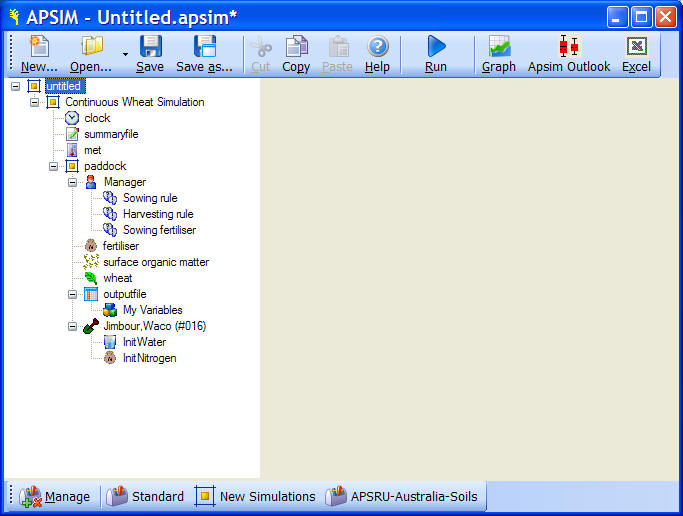 APSIM - Untitled.apsim*
New... Open... Save Save as... Cut Copy Paste Help Run Graph Apsim Outlook Excel
untitled
Continuous Wheat Simulation
clock
summaryfile
met
paddock
Manager
Sowing rule
Harvesting rule
Sowing fertiliser
fertiliser
surface organic matter
wheat
outputfile
My Variables
Jimbour,Waco (#016)
InitWater
InitNitrogen
Manage Standard New Simulations APSRU-Australia-Soils